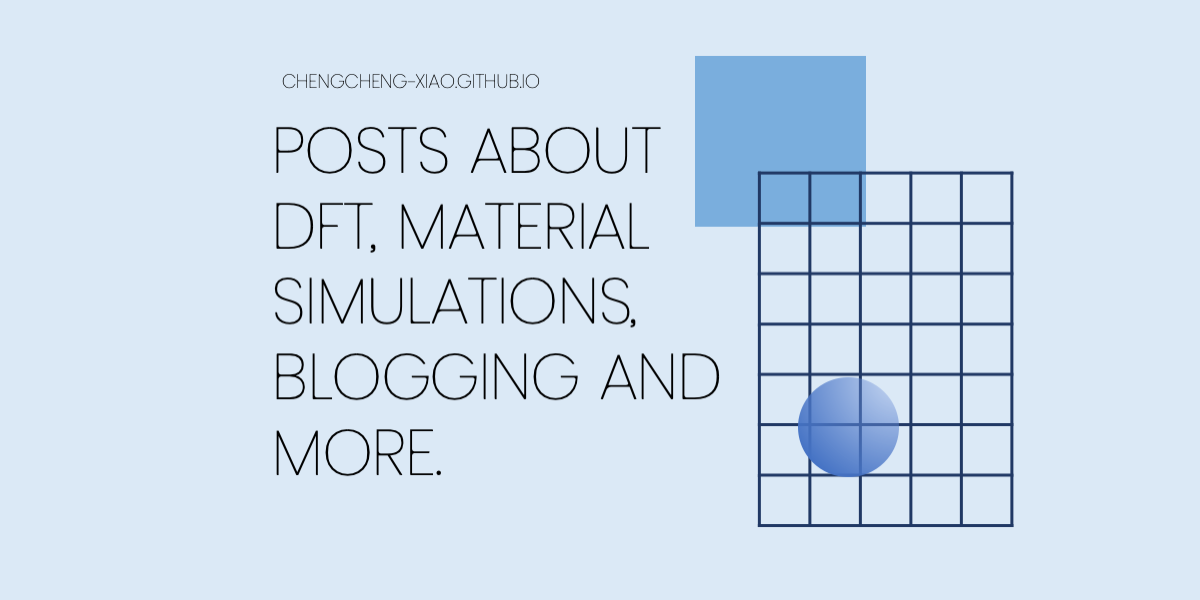 CHENGCHENG-XIAO.GITHUB.IO
POSTS ABOUT
DFT, MATERIAL
SIMULATIONS,
BLOGGING AND
MORE.